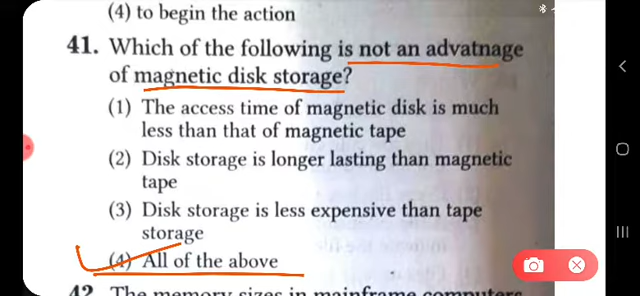 (4) to begin the action
41. Which of the following is not an advatnage
of magnetic disk storage?
(1) The access time of magnetic disk is much
less than that of magnetic tape
(2) Disk storage is longer lasting than magnetic
tape
(3) Disk storage is less expensive than tape
storage
(4) All of the above
42. The memory sizes in mainframe computers